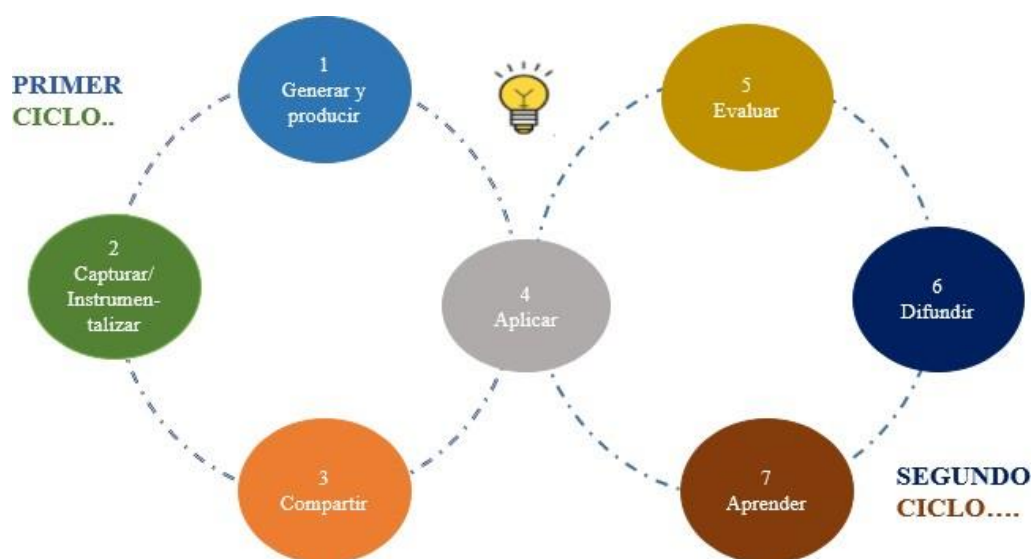 PRIMER
CICLO..
1
Generar y
producir
2
Capturar/
Instrumen-
talizar
3
Compartir
4
Aplicar
5
Evaluar
6
Difundir
7
Aprender
SEGUNDO
CICLO....